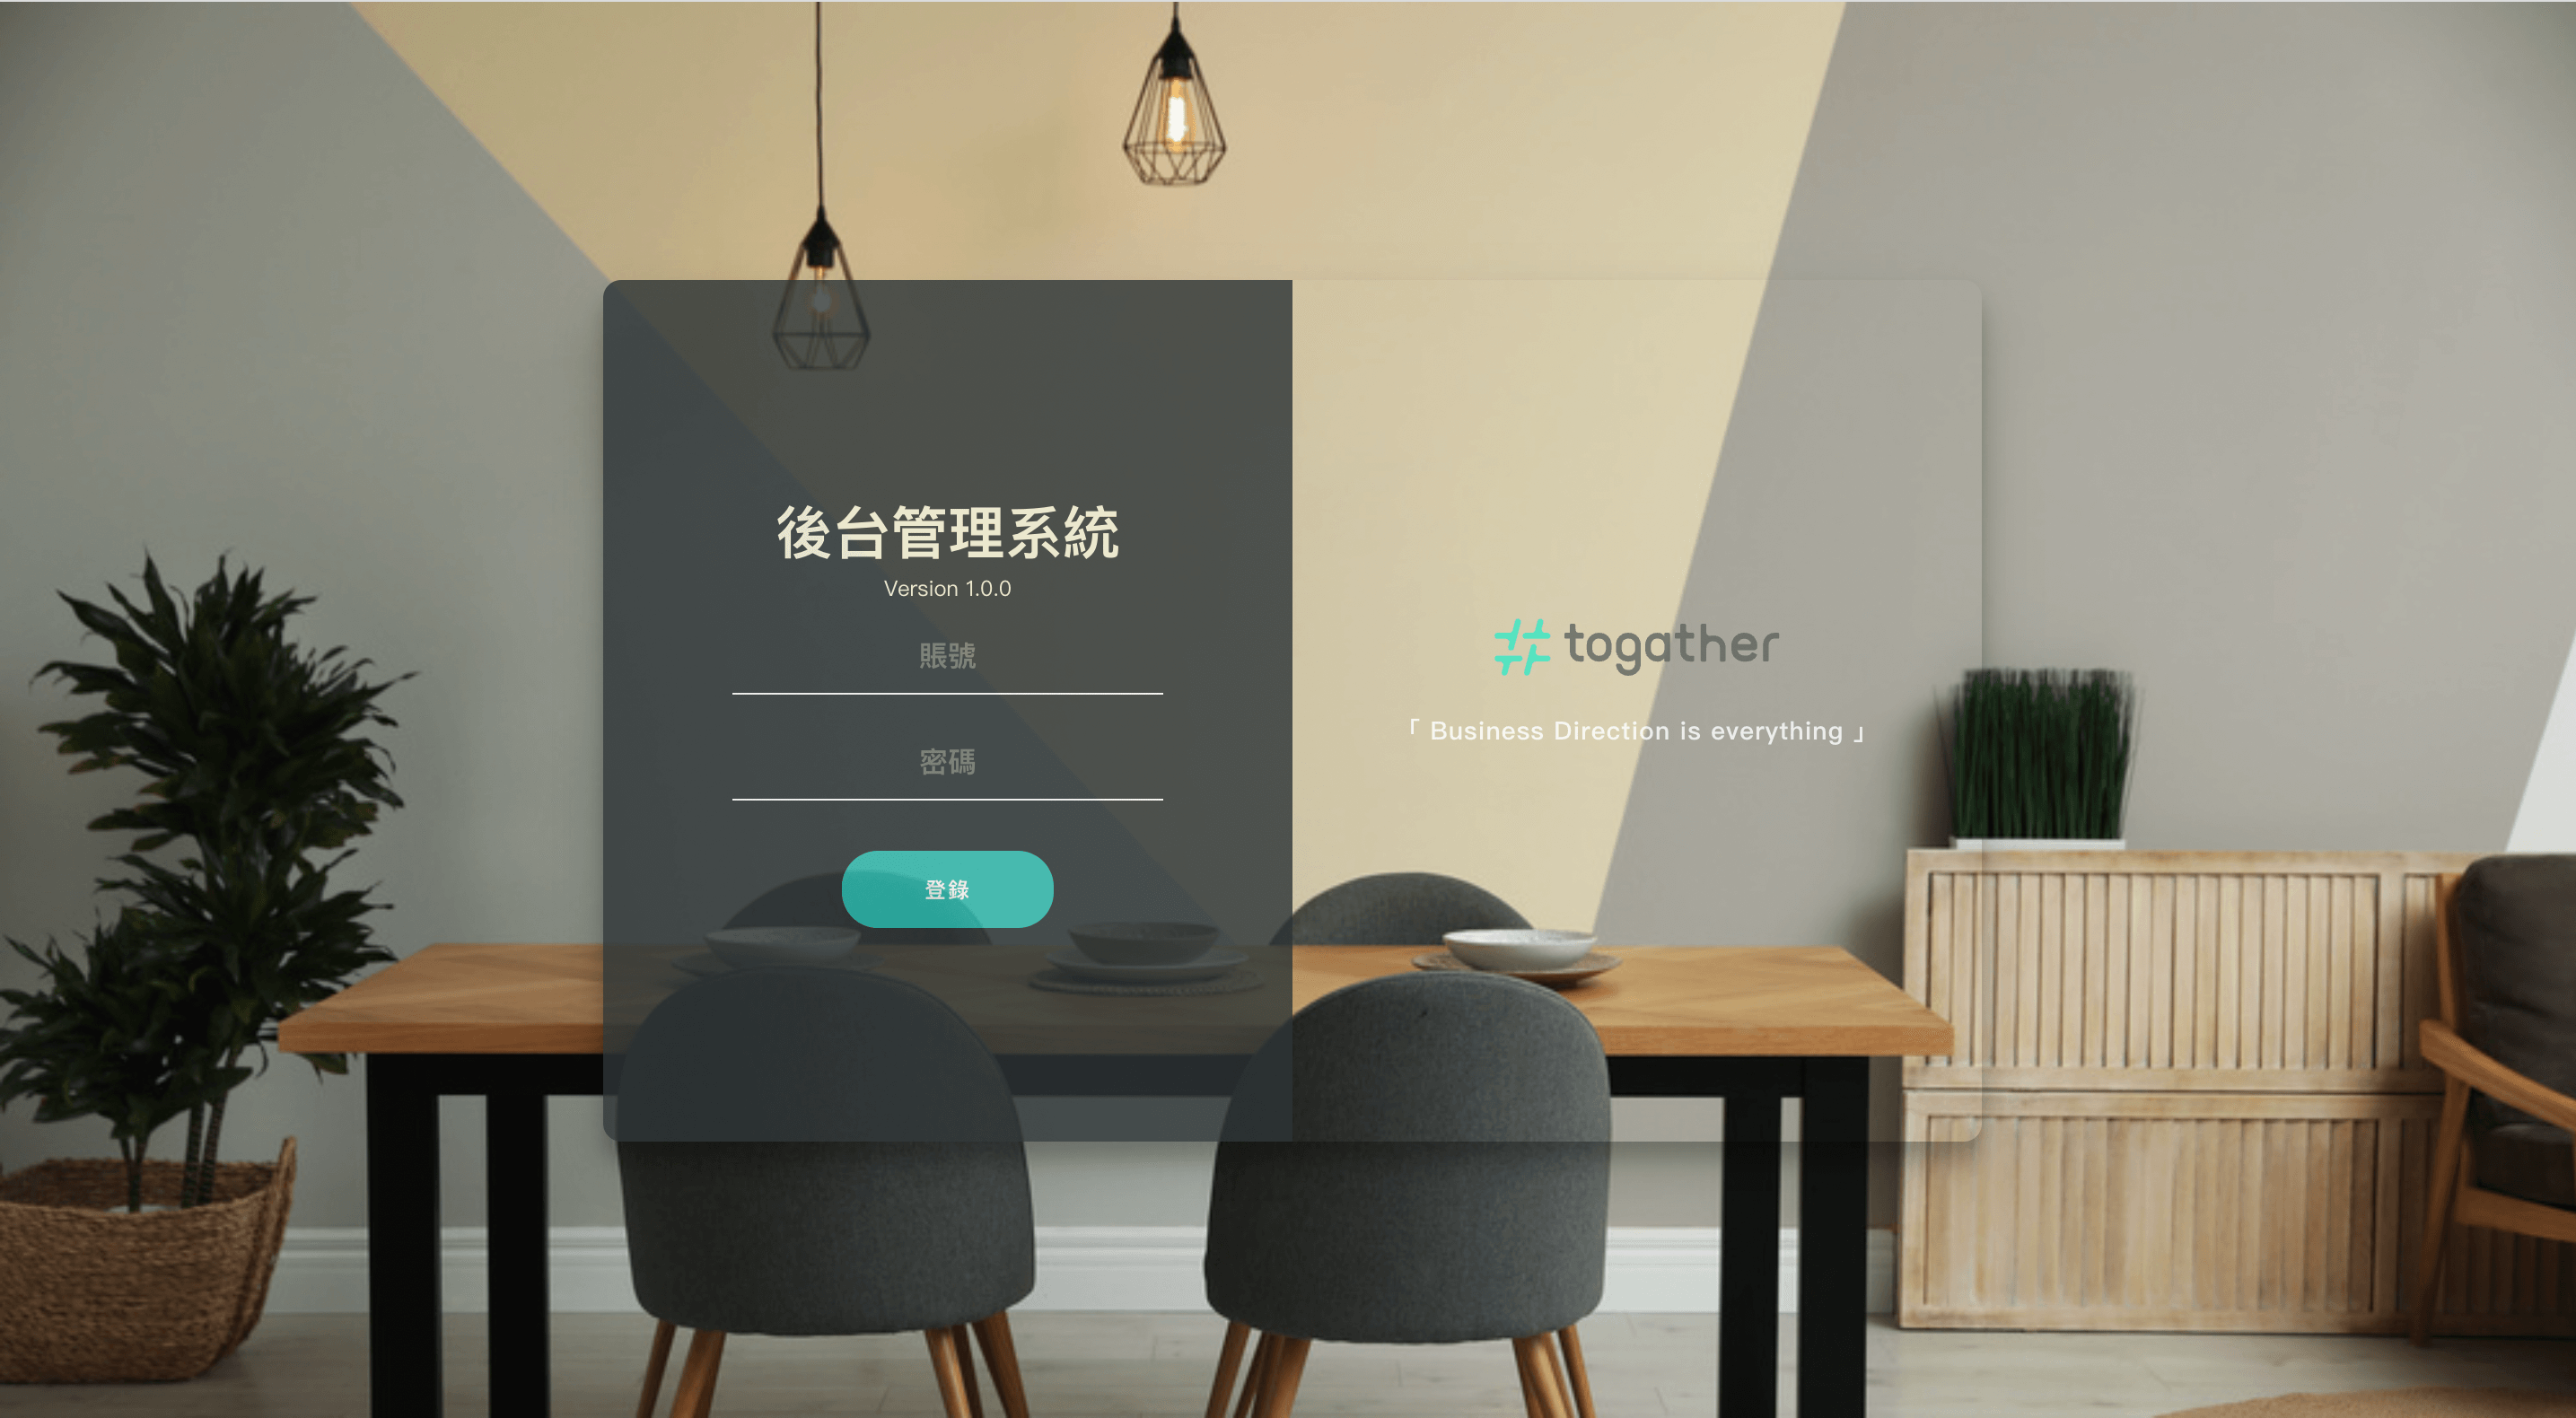 後台管理系統
Version 1.0.0
賬號
密碼
登錄
togather
「 Business Direction is everything 」